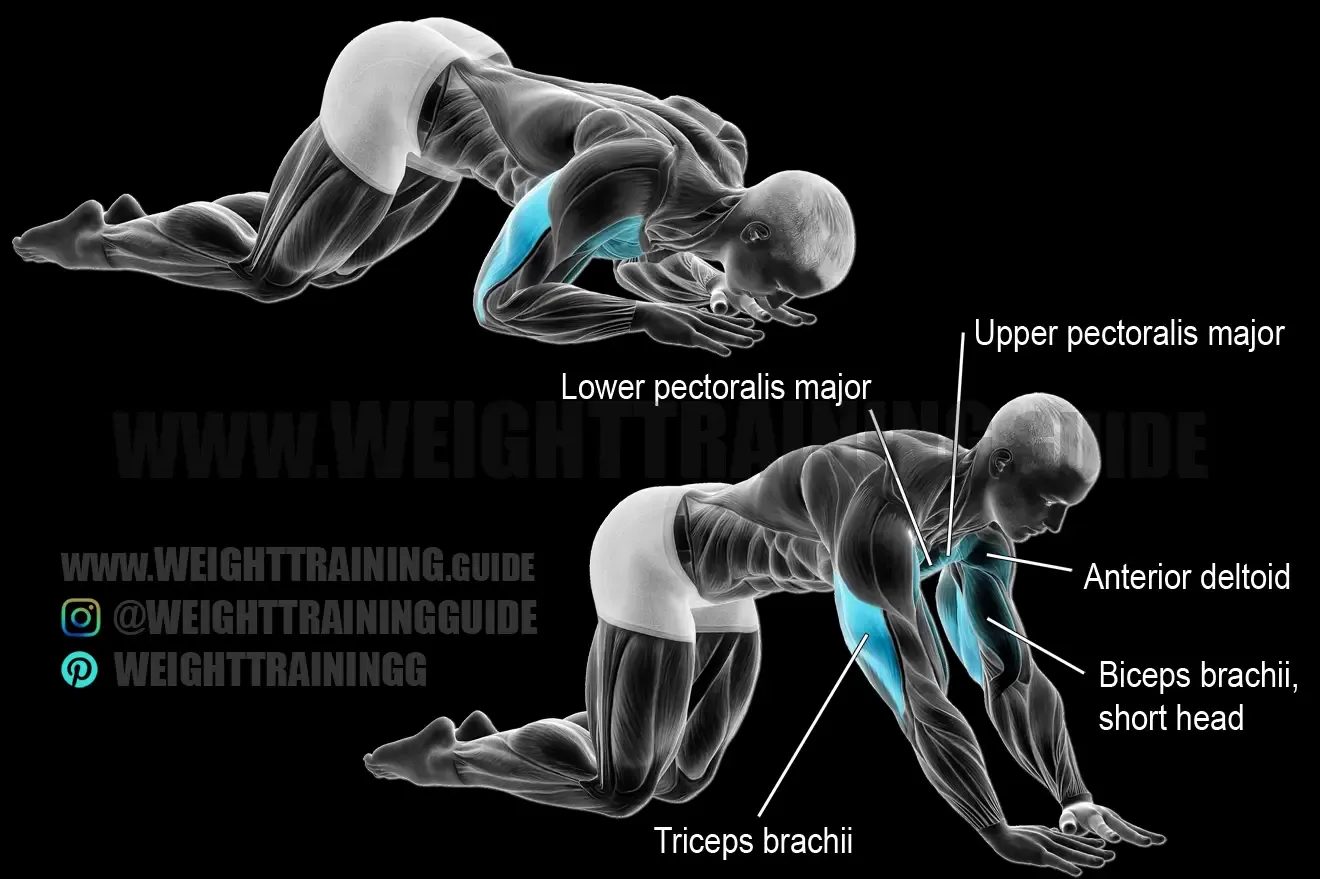 Upper pectoralis major
Lower pectoralis major
WWW.WEIGHTTRAINING.GUIDE
WWW.WEIGHTTRAINING.GUIDE
@WEIGHTTRAININGGUIDE
WEIGHTTRAININGG
Anterior deltoid
Biceps brachii,
short head
Triceps brachii